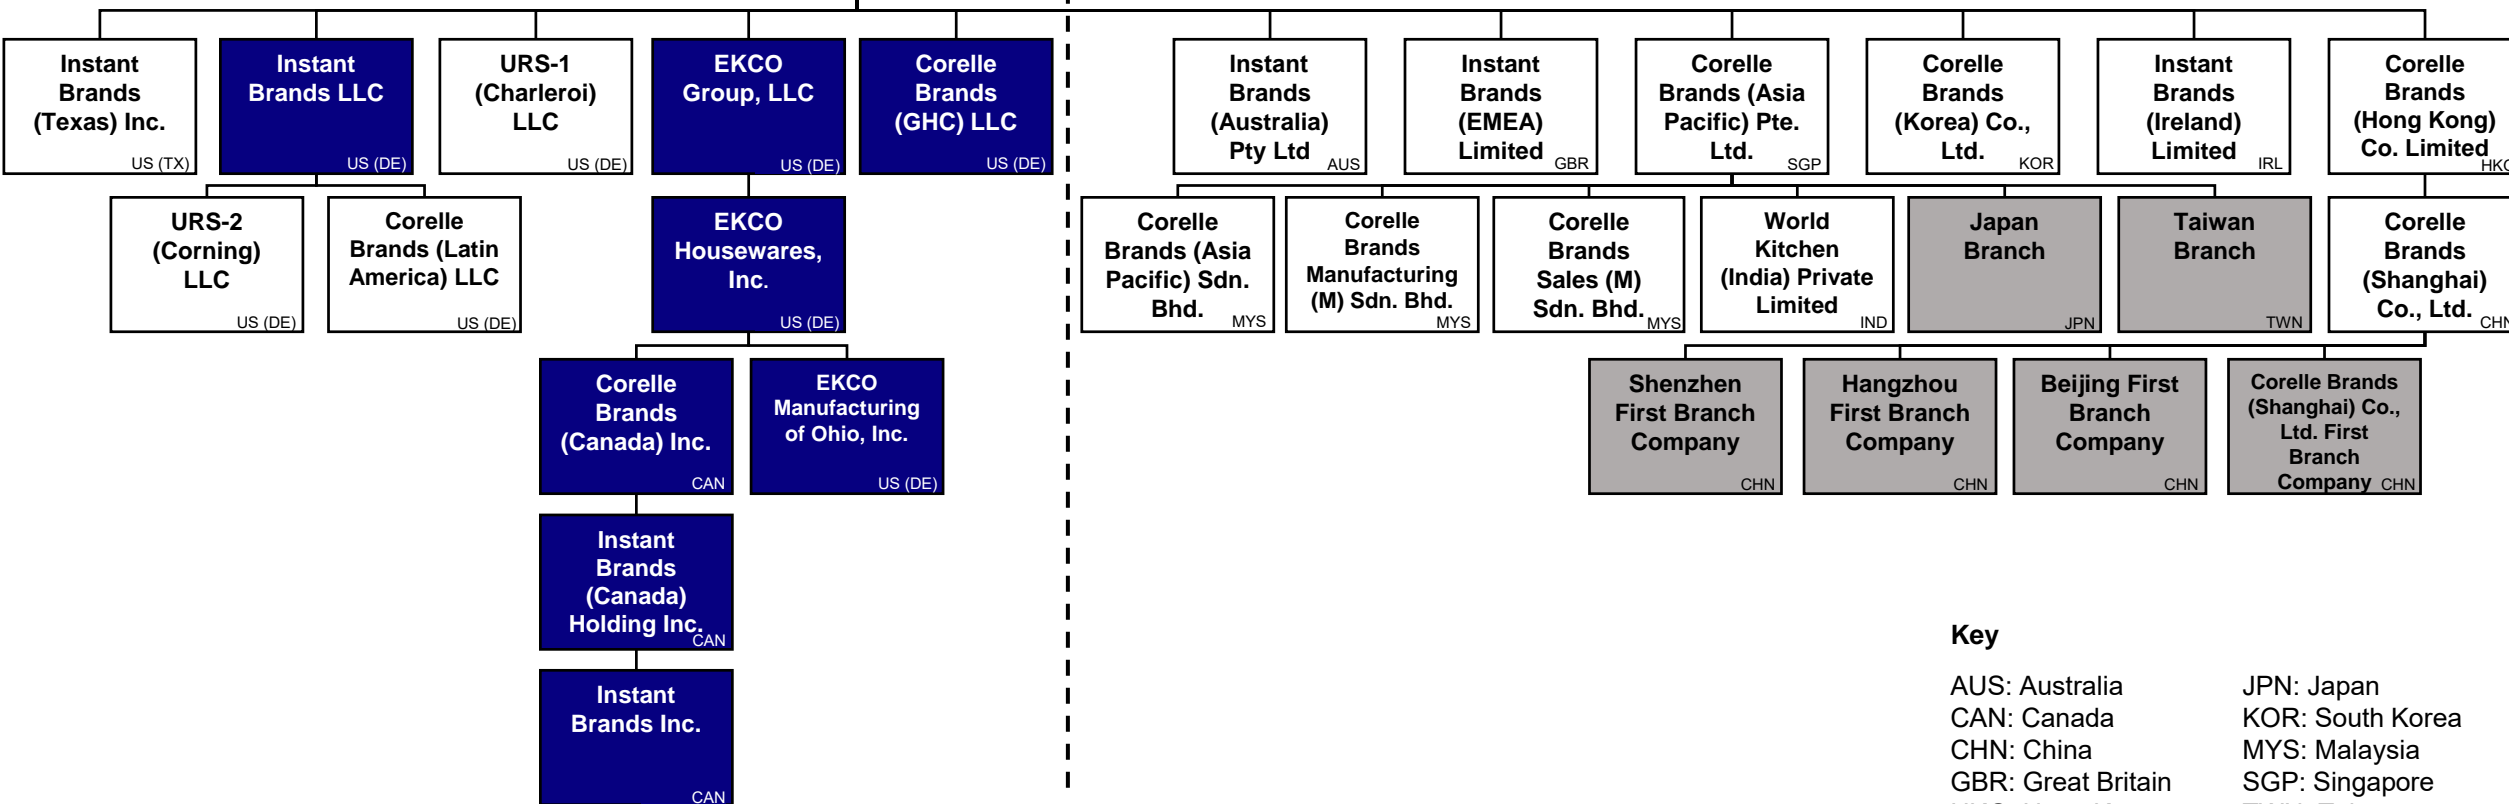 Instant
Brands
(Texas) Inc.
US (TX)
Instant
Brands LLC
US (DE)
URS-1
(Charleroi)
LLC
US (DE)
EKCO
Group, LLC
US (DE)
Corelle
Brands
(GHC) LLC
US (DE)
Instant
Brands
(Australia)
Pty Ltd
AUS
Instant
Brands
(EMEA)
Limited
GBR
Corelle
Brands (Asia
Pacific) Pte.
Ltd.
SGP
Corelle
Brands
(Korea) Co.,
Ltd.
KOR
Instant
Brands
(Ireland)
Limited
IRL
Corelle
Brands
(Hong Kong)
Co. Limited
HKG
URS-2
(Corning)
LLC
US (DE)
Corelle
Brands (Latin
America) LLC
US (DE)
EKCO
Housewares,
Inc.
US (DE)
Corelle
Brands (Asia
Pacific) Sdn.
Bhd.
MYS
Corelle
Brands
Manufacturing
(M) Sdn. Bhd.
MYS
Corelle
Brands
Sales (M)
Sdn. Bhd.
MYS
World
Kitchen
(India) Private
Limited
IND
Japan
Branch
JPN
Taiwan
Branch
TWN
Corelle
Brands
(Shanghai)
Co., Ltd.
CHN
Corelle
Brands
(Canada) Inc.
CAN
EKCO
Manufacturing
of Ohio, Inc.
US (DE)
Shenzhen
First Branch
Company
CHN
Hangzhou
First Branch
Company
CHN
Beijing First
Branch
Company
CHN
Corelle Brands
(Shanghai) Co.,
Ltd. First
Branch
Company
CHN
Instant
Brands
(Canada)
Holding Inc.
CAN
Instant
Brands Inc.
CAN
Key
AUS: Australia
CAN: Canada
CHN: China
GBR: Great Britain
JPN: Japan
KOR: South Korea
MYS: Malaysia
SGP: Singapore